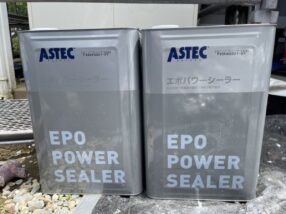 ASTEC
EPO
POWER
SEALER
ASTEC
エポパワーシーラー
EPO
POWER
SEALER